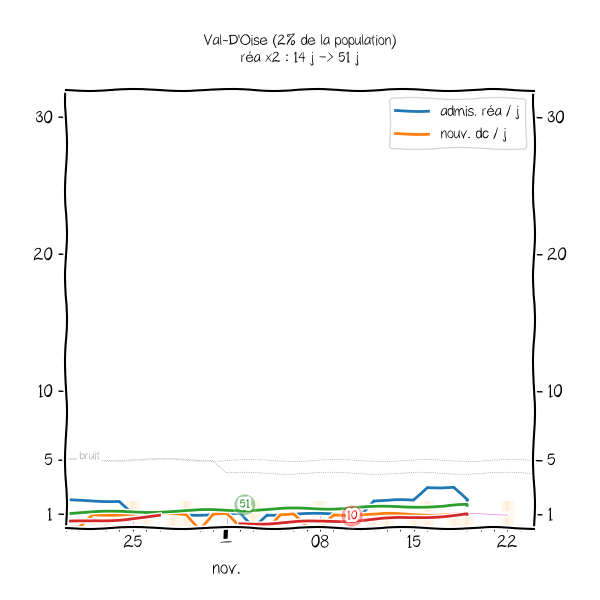 Val-D'Oise (2% de la population)
réa x2 : 14 j -> 51 j
admis. réa / j
nouv. dc / j
30
30
20
20
10
10
5
bruit
5
51
1
10
1
25
1
08
15
22
nov.